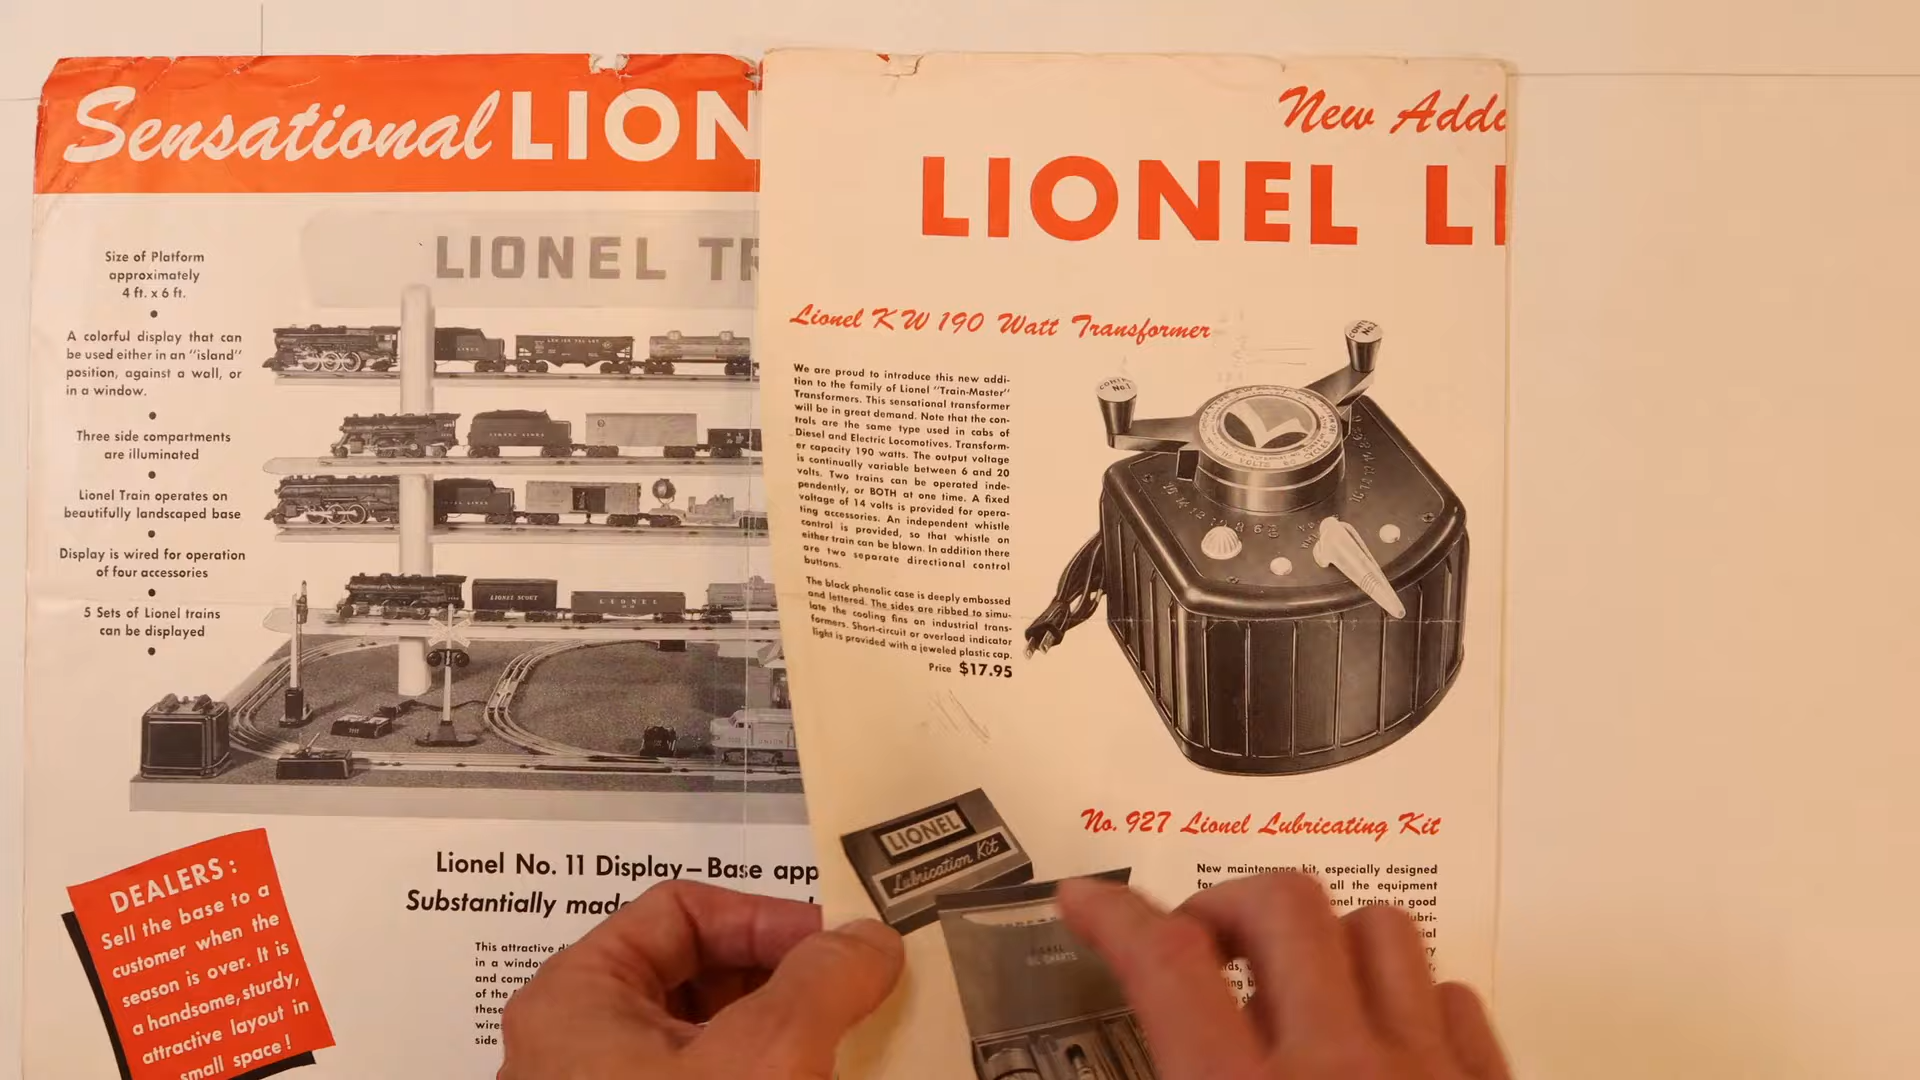 Sensational LION
LIONEL TR
Size of Platform
approximately
4 ft. x 6 ft.
A colorful display that can
be used either in an "island"
position, against a wall, or
in a window.
Three side compartments
are illuminated
Lionel Train operates on
beautifully landscaped base
Display is wired for operation
of four accessories
5 Sets of Lionel trains
can be displayed
LIONEL SCOUT
LIONEL
DEALERS:
Sell the base to a
customer when the
season is over. It is
a handsome, sturdy,
attractive layout in
small space!
Lionel No. 11 Display—Base app
Substantially made
This attractive di
in a window
and comp
of the
these
wire
side
New Addi
LIONEL LI
Lionel KW 190 Watt Transformer
We are proud to introduce this new addi-
tion to the family of Lionel "Train-Master"
Transformers. This sensational transformer
will be in great demand. Note that the con-
trols are the same type used in cabs of
Diesel and Electric Locomotives. Transform-
er capacity 190 watts. The output voltage
is continually variable between 6 and 20
volts. Two trains can be operated inde-
pendently, or BOTH at one time. A fixed
voltage of 14 volts is provided for opera-
ting accessories. An independent whistle
control is provided, so that whistle on
either train can be blown. In addition there
are two separate directional control
buttons.
The black phenolic case is deeply embossed
and lettered. The sides are ribbed to simu-
late the cooling fins on industrial trans-
formers. Short-circuit or overload indicator
light is provided with a jeweled plastic cap.
Price $17.95
No. 927 Lionel Lubricating Kit
LIONEL
Lubrication Kit
New maintenance kit, especially designed
for all the equipment
onel trains in good
lubri-
cial